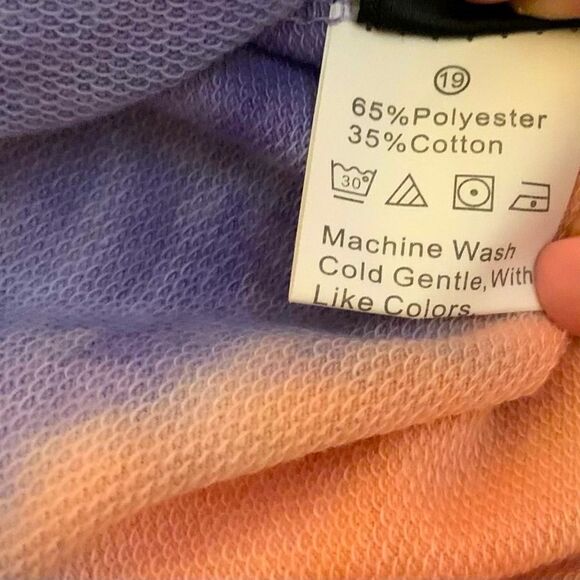 19
65%Polyester
35%Cotton
30°
Machine Wash
Cold Gentle, With
Like Colors.